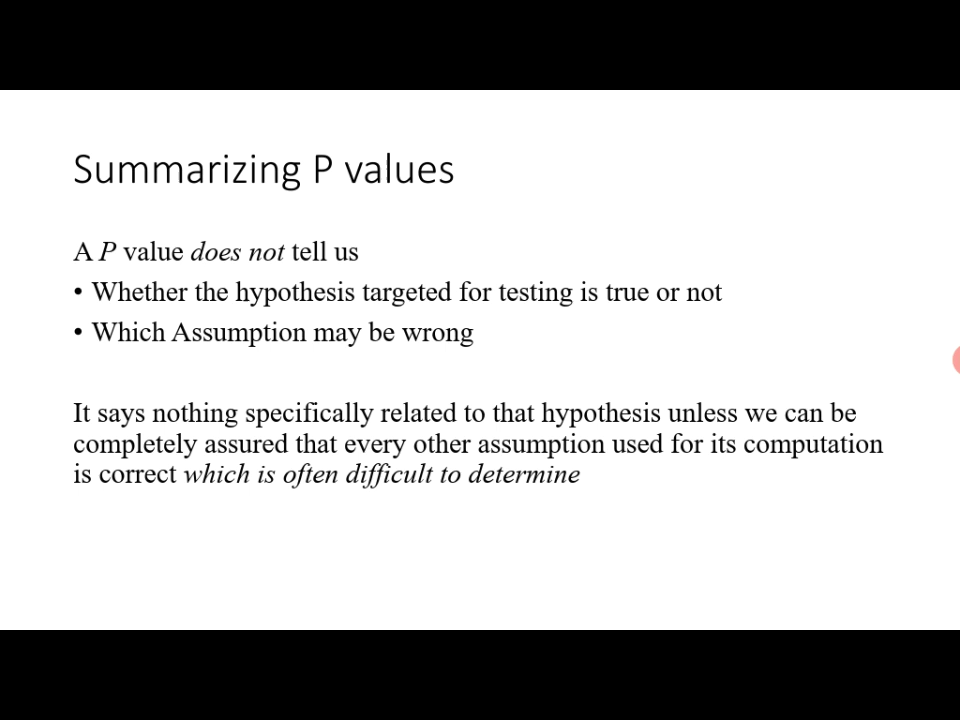 Summarizing P values
A P value does not tell us
• Whether the hypothesis targeted for testing is true or not
• Which Assumption may be wrong
It says nothing specifically related to that hypothesis unless we can be
completely assured that every other assumption used for its computation
is correct which is often difficult to determine